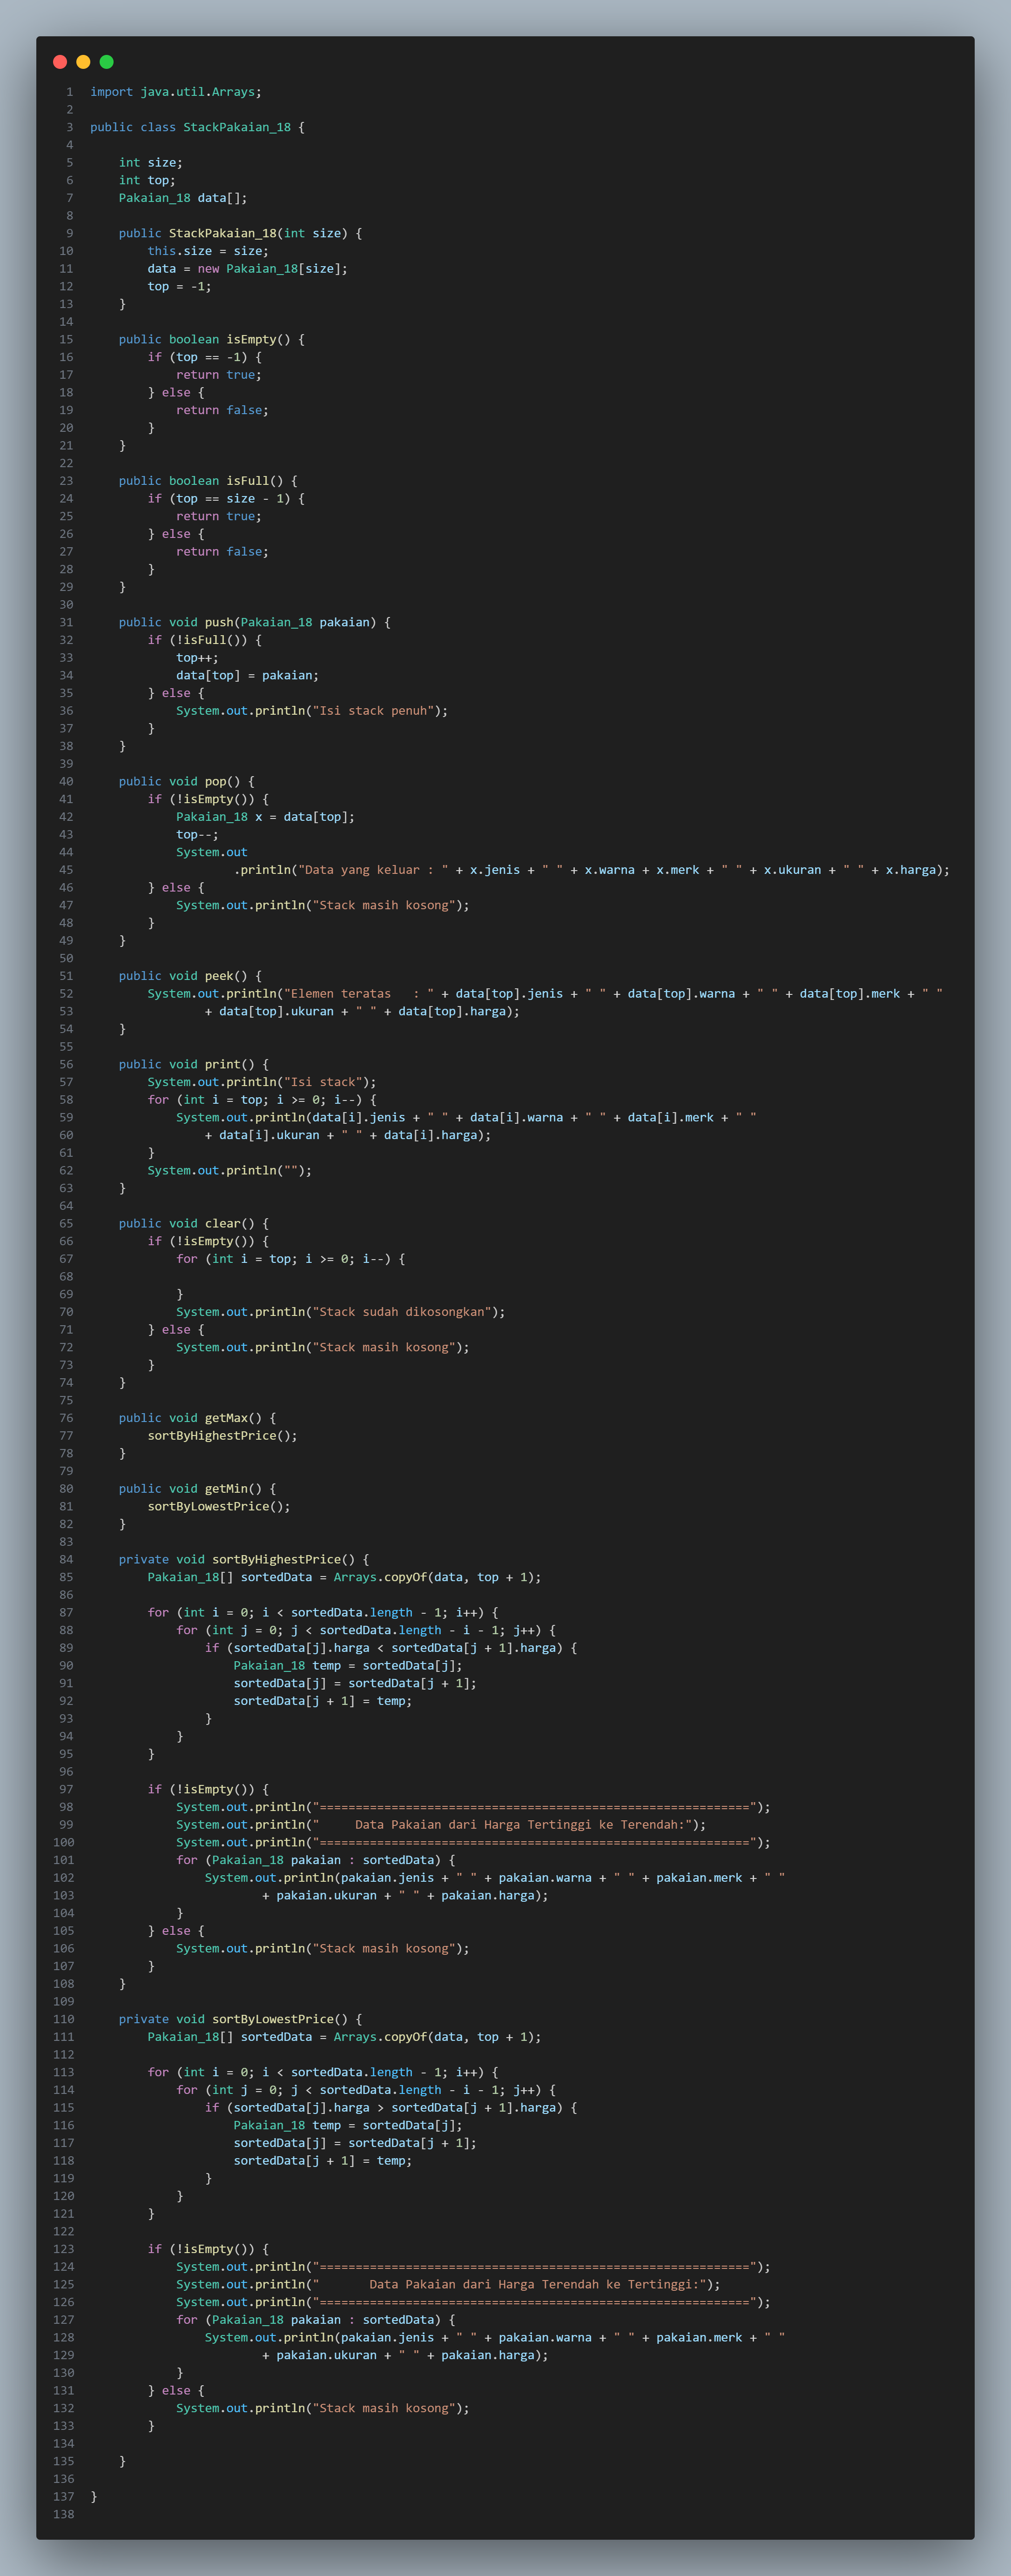 1 import java.util.Arrays;
2
3 public class StackPakaian_18 {
4
5     int size;
6     int top;
7     Pakaian_18 data[];
8
9     public StackPakaian_18(int size) {
10         this.size = size;
11         data = new Pakaian_18[size];
12         top = -1;
13     }
14
15     public boolean isEmpty() {
16         if (top == -1) {
17             return true;
18         } else {
19             return false;
20         }
21     }
22
23     public boolean isFull() {
24         if (top == size - 1) {
25             return true;
26         } else {
27             return false;
28         }
29     }
30
31     public void push(Pakaian_18 pakaian) {
32         if (!isFull()) {
33             top++;
34             data[top] = pakaian;
35         } else {
36             System.out.println("Isi stack penuh");
37         }
38     }
39
40     public void pop() {
41         if (!isEmpty()) {
42             Pakaian_18 x = data[top];
43             top--;
44             System.out
45                     .println("Data yang keluar : " + x.jenis + " " + x.warna + x.merk + " " + x.ukuran + " " + x.harga);
46         } else {
47             System.out.println("Stack masih kosong");
48         }
49     }
50
51     public void peek() {
52         System.out.println("Elemen teratas   : " + data[top].jenis + " " + data[top].warna + " " + data[top].merk + " "
53                 + data[top].ukuran + " " + data[top].harga);
54     }
55
56     public void print() {
57         System.out.println("Isi stack");
58         for (int i = top; i >= 0; i--) {
59             System.out.println(data[i].jenis + " " + data[i].warna + " " + data[i].merk + " "
60                 + data[i].ukuran + " " + data[i].harga);
61         }
62         System.out.println("");
63     }
64
65     public void clear() {
66         if (!isEmpty()) {
67             for (int i = top; i >= 0; i--) {
68
69             }
70             System.out.println("Stack sudah dikosongkan");
71         } else {
72             System.out.println("Stack masih kosong");
73         }
74     }
75
76     public void getMax() {
77         sortByHighestPrice();
78     }
79
80     public void getMin() {
81         sortByLowestPrice();
82     }
83
84     private void sortByHighestPrice() {
85         Pakaian_18[] sortedData = Arrays.copyOf(data, top + 1);
86
87         for (int i = 0; i < sortedData.length - 1; i++) {
88             for (int j = 0; j < sortedData.length - i - 1; j++) {
89                 if (sortedData[j].harga < sortedData[j + 1].harga) {
90                     Pakaian_18 temp = sortedData[j];
91                     sortedData[j] = sortedData[j + 1];
92                     sortedData[j + 1] = temp;
93                 }
94             }
95         }
96
97         if (!isEmpty()) {
98             System.out.println("============================================================");
99             System.out.println("     Data Pakaian dari Harga Tertinggi ke Terendah:");
100             System.out.println("============================================================");
101             for (Pakaian_18 pakaian : sortedData) {
102                 System.out.println(pakaian.jenis + " " + pakaian.warna + " " + pakaian.merk + " "
103                         + pakaian.ukuran + " " + pakaian.harga);
104             }
105         } else {
106             System.out.println("Stack masih kosong");
107         }
108     }
109
110     private void sortByLowestPrice() {
111         Pakaian_18[] sortedData = Arrays.copyOf(data, top + 1);
112
113         for (int i = 0; i < sortedData.length - 1; i++) {
114             for (int j = 0; j < sortedData.length - i - 1; j++) {
115                 if (sortedData[j].harga > sortedData[j + 1].harga) {
116                     Pakaian_18 temp = sortedData[j];
117                     sortedData[j] = sortedData[j + 1];
118                     sortedData[j + 1] = temp;
119                 }
120             }
121         }
122
123         if (!isEmpty()) {
124             System.out.println("============================================================");
125             System.out.println("       Data Pakaian dari Harga Terendah ke Tertinggi:");
126             System.out.println("============================================================");
127             for (Pakaian_18 pakaian : sortedData) {
128                 System.out.println(pakaian.jenis + " " + pakaian.warna + " " + pakaian.merk + " "
129                         + pakaian.ukuran + " " + pakaian.harga);
130             }
131         } else {
132             System.out.println("Stack masih kosong");
133         }
134
135     }
136
137 }
138